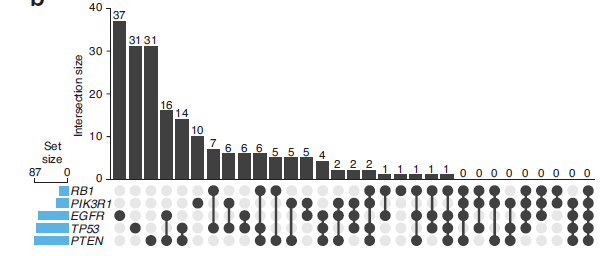 b
40
37
31 31
30
20
16
14
10
10
7
6 6 6
5 5 5
4
2 2 2
1 1 1 1 1
0 0 0 0 0 0 0 0 0
0
Intersection size
Set
size
87 0
RB1
PIK3R1
EGFR
TP53
PTEN